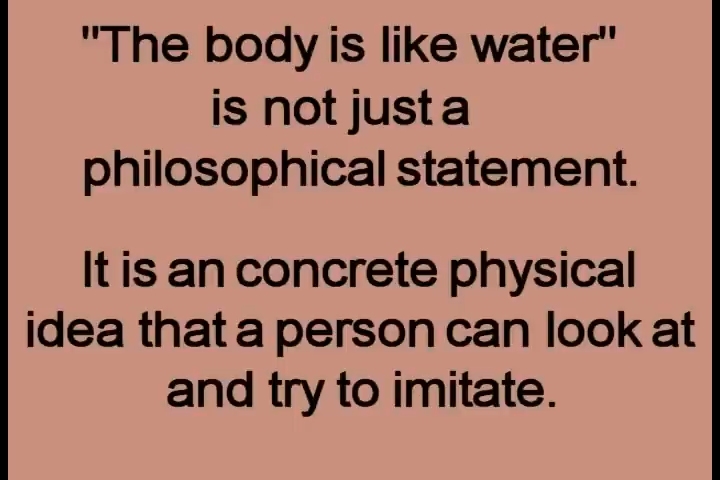 "The body is like water"
is not just a
philosophical statement.
It is an concrete physical
idea that a person can look at
and try to imitate.